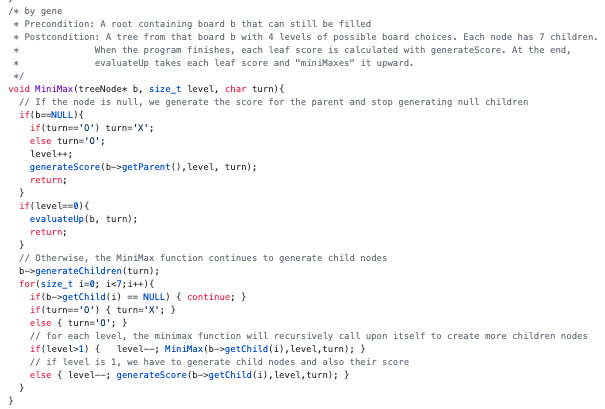 /* by gene
 * Precondition: A root containing board b that can still be filled
 * Postcondition: A tree from that board b with 4 levels of possible board choices. Each node has 7 children.
 *              When the program finishes, each leaf score is calculated with generateScore. At the end,
 *              evaluateUp takes each leaf score and "miniMaxes" it upward.
 */
void MiniMax(treeNode* b, size_t level, char turn){
  // If the node is null, we generate the score for the parent and stop generating null children
  if(b==NULL){
    if(turn=='O') turn='X';
    else turn='O';
    level++;
    generateScore(b->getParent(),level, turn);
    return;
  }
  if(level==0){
    evaluateUp(b, turn);
    return;
  }
  // Otherwise, the MiniMax function continues to generate child nodes
  b->generateChildren(turn);
  for(size_t i=0; i<7;i++){
    if(b->getChild(i) == NULL) { continue; }
    if(turn=='O') { turn='X'; }
    else { turn='O'; }
    // for each level, the minimax function will recursively call upon itself to create more children nodes
    if(level>1) {   level--; MiniMax(b->getChild(i),level,turn); }
    // if level is 1, we have to generate child nodes and also their score
    else { level--; generateScore(b->getChild(i),level,turn); }
  }
}